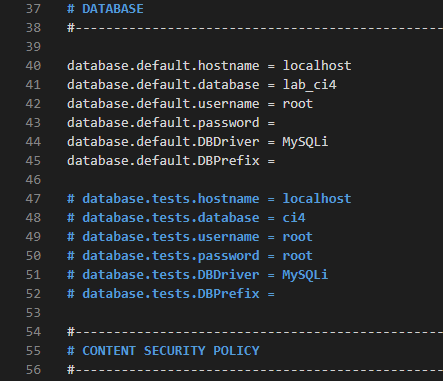 37 # DATABASE
38 #--------------------------------------------------
39
40 database.default.hostname = localhost
41 database.default.database = lab_ci4
42 database.default.username = root
43 database.default.password =
44 database.default.DBDriver = MySQLi
45 database.default.DBPrefix =
46
47 # database.tests.hostname = localhost
48 # database.tests.database = ci4
49 # database.tests.username = root
50 # database.tests.password = root
51 # database.tests.DBDriver = MySQLi
52 # database.tests.DBPrefix =
53
54 #--------------------------------------------------
55 # CONTENT SECURITY POLICY
56 #--------------------------------------------------